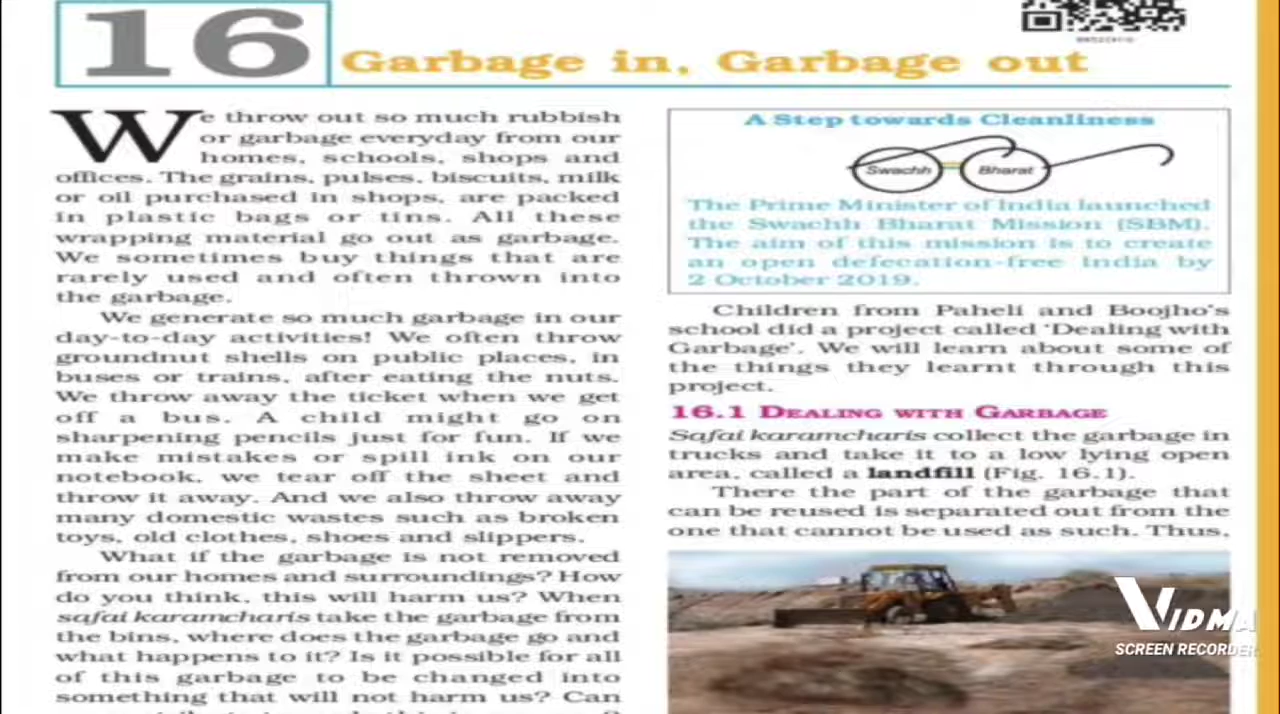 16
Garbage in, Garbage out
We throw out so much rubbish
or garbage everyday from our
homes, schools, shops and
offices. The grains, pulses, biscuits, milk
or oil purchased in shops, are packed
in plastic bags or tins. All these
wrapping material go out as garbage.
We sometimes buy things that are
rarely used and often thrown into
the garbage.
We generate so much garbage in our
day-to-day activities! We often throw
groundnut shells on public places, in
buses or trains, after eating the nuts.
We throw away the ticket when we get
off a bus. A child might go on
sharpening pencils just for fun. If we
make mistakes or spill ink on our
notebook, we tear off the sheet and
throw it away. And we also throw away
many domestic wastes such as broken
toys, old clothes, shoes and slippers.
What if the garbage is not removed
from our homes and surroundings? How
do you think, this will harm us? When
safai karamcharis take the garbage from
the bins, where does the garbage go and
what happens to it? Is it possible for all
of this garbage to be changed into
something that will not harm us? Can
A Step towards Cleanliness
Swachh Bharat
The Prime Minister of India launched
the Swachh Bharat Mission (SBM).
The aim of this mission is to create
an open defecation-free India by
2 October 2019.
Children from Paheli and Boojho's
school did a project called 'Dealing with
Garbage'. We will learn about some of
the things they learnt through this
project.
16.1 DEALING WITH GARBAGE
Safai karamcharis collect the garbage in
trucks and take it to a low lying open
area, called a landfill (Fig. 16.1).
There the part of the garbage that
can be reused is separated out from the
one that cannot be used as such. Thus,
VIDMA
SCREEN RECORDER